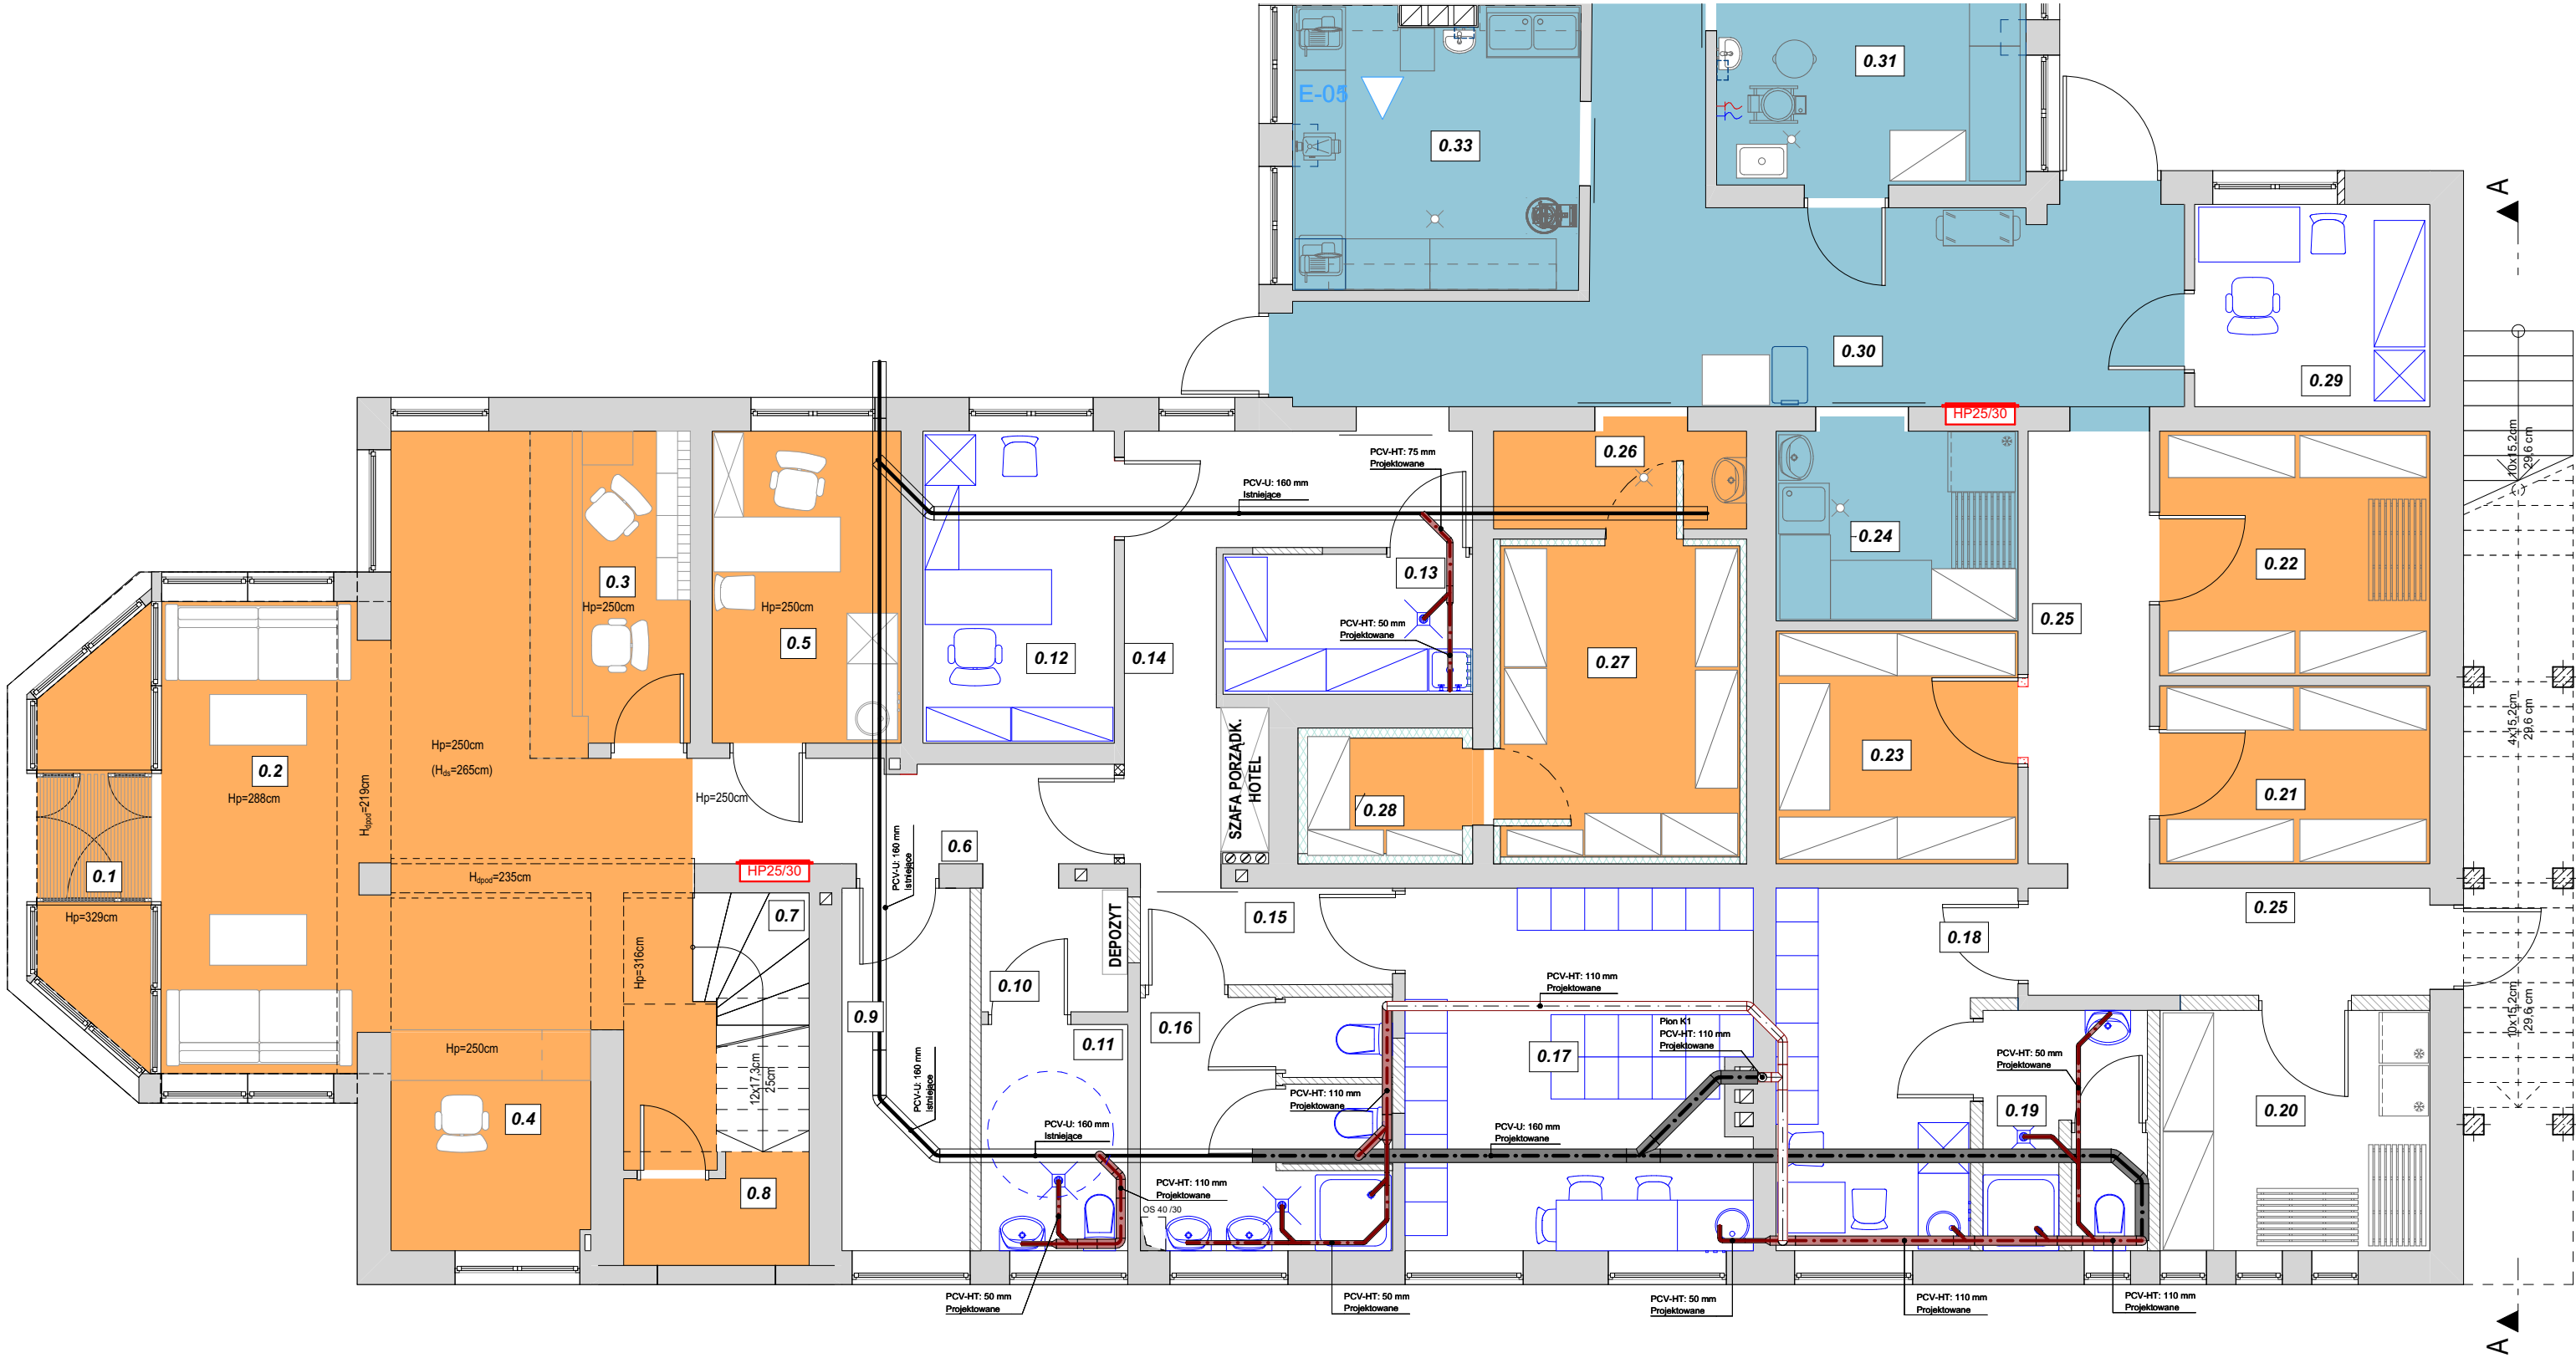 0.31
E-05
0.33
A
0.30
0.29
HP25/30
0.26
PCV-HT: 75 mm
Projektowane
PCV-U: 160 mm
Istniejące
10x15,2cm
29,6 cm
0.24
0.22
0.13
0.3
Hp=250cm
Hp=250cm
0.5
PCV-HT: 50 mm
Projektowane
0.25
0.12
0.14
0.27
4x15,2cm
29,6 cm
Hp=250cm
(Hds=265cm)
0.2
Hp=288cm
Hdpod=219cm
Hp=250cm
SZAFA PORZĄDK.
HOTEL
0.28
0.23
0.21
0.6
PCV-U: 160 mm
Istniejące
HP25/30
0.1
Hdpod=235cm
Hp=329cm
0.7
DEPOZYT
0.15
0.18
0.25
Hp=316cm
0.10
PCV-HT: 110 mm
Projektowane
0.9
0.16
0.11
0.17
Pion K1
PCV-HT: 110 mm
Projektowane
10x15,2cm
29,6 cm
Hp=250cm
PCV-HT: 50 mm
Projektowane
12x17,3cm
25cm
PCV-U: 160 mm
Istniejące
PCV-HT: 110 mm
Projektowane
0.4
0.19
0.20
PCV-U: 160 mm
Istniejące
PCV-U: 160 mm
Projektowane
0.8
PCV-HT: 110 mm
Projektowane
OS 40 /30
PCV-HT: 50 mm
Projektowane
PCV-HT: 50 mm
Projektowane
PCV-HT: 50 mm
Projektowane
PCV-HT: 110 mm
Projektowane
PCV-HT: 110 mm
Projektowane
A